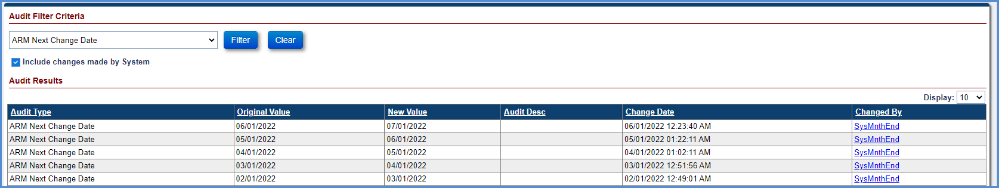 Audit Filter Criteria
ARM Next Change Date Filter Clear
Include changes made by System
Audit Results
Display: 10
Audit Type Original Value New Value Audit Desc Change Date Changed By
ARM Next Change Date 06/01/2022 07/01/2022 06/01/2022 12:23:40 AM SysMnthEnd
ARM Next Change Date 05/01/2022 06/01/2022 05/01/2022 01:22:11 AM SysMnthEnd
ARM Next Change Date 04/01/2022 05/01/2022 04/01/2022 01:02:11 AM SysMnthEnd
ARM Next Change Date 03/01/2022 04/01/2022 03/01/2022 12:51:56 AM SysMnthEnd
ARM Next Change Date 02/01/2022 03/01/2022 02/01/2022 12:49:01 AM SysMnthEnd